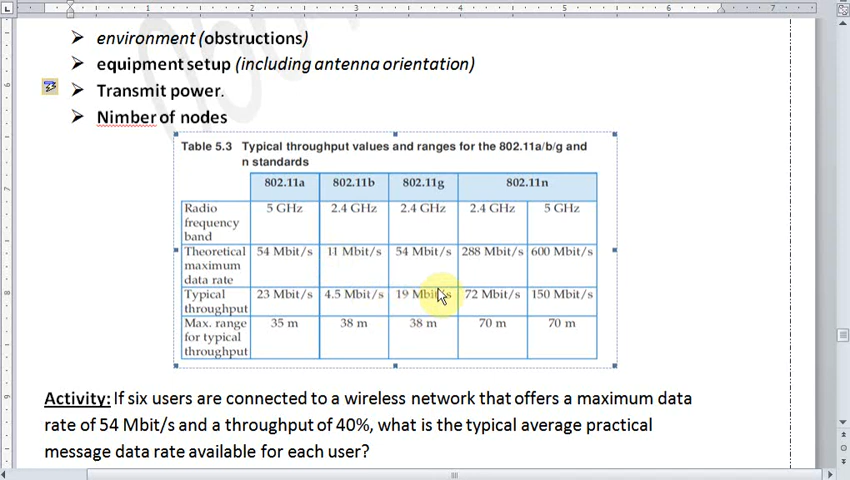 environment (obstructions)
equipment setup (including antenna orientation)
Transmit power.
Nimber of nodes
Table 5.3 Typical throughput values and ranges for the 802.11a/b/g and
n standards
802.11a 802.11b 802.11g 802.11n
Radio frequency band 5 GHz 2.4 GHz 2.4 GHz 2.4 GHz 5 GHz
Theoretical maximum data rate 54 Mbit/s 11 Mbit/s 54 Mbit/s 288 Mbit/s 600 Mbit/s
Typical throughput 23 Mbit/s 4.5 Mbit/s 19 Mbit/s 72 Mbit/s 150 Mbit/s
Max. range for typical throughput 35 m 38 m 38 m 70 m 70 m
Activity: If six users are connected to a wireless network that offers a maximum data
rate of 54 Mbit/s and a throughput of 40%, what is the typical average practical
message data rate available for each user?